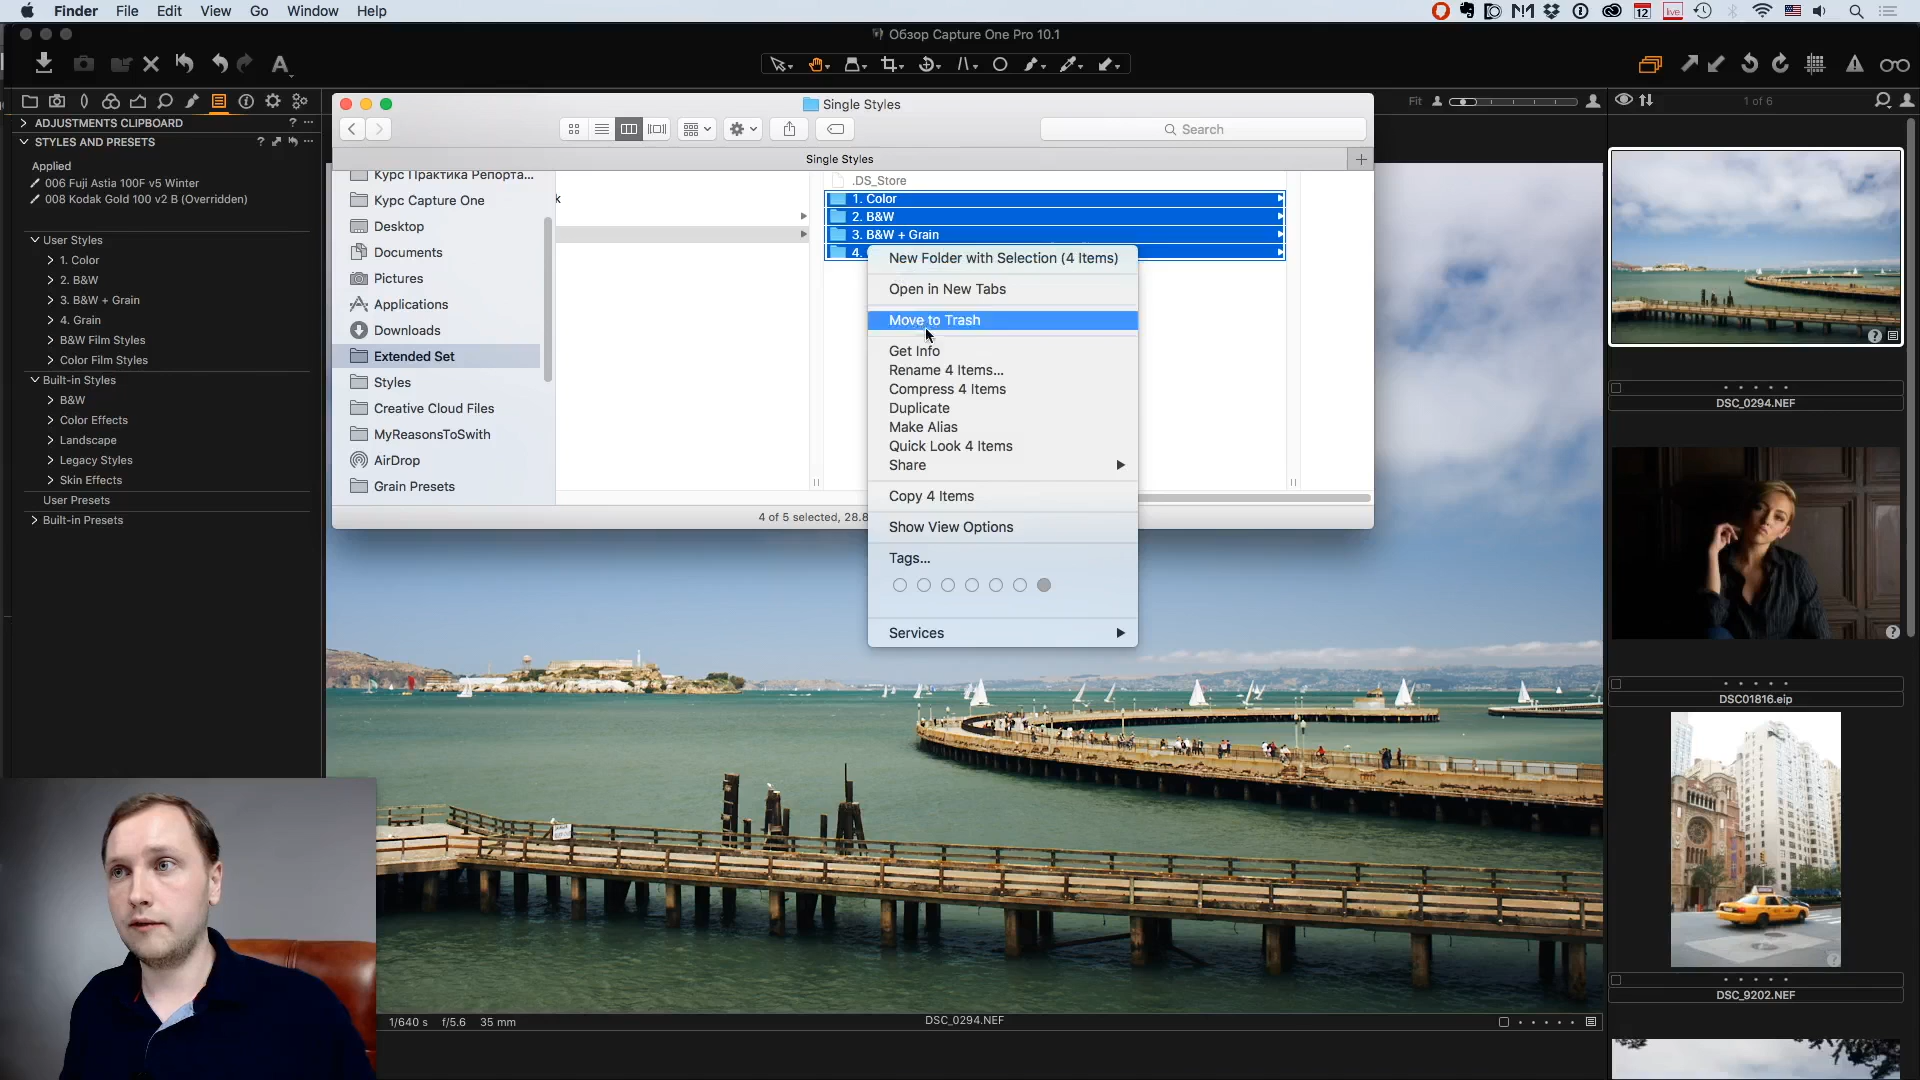 Finder File Edit View Go Window Help
12
live
Обзор Capture One Pro 10.1
A
Fit
1 of 6
ADJUSTMENTS CLIPBOARD ? ...
STYLES AND PRESETS ? ...
Applied
006 Fuji Astia 100F v5 Winter
008 Kodak Gold 100 v2 B (Overridden)
User Styles
1. Color
2. B&W
3. B&W + Grain
4. Grain
B&W Film Styles
Color Film Styles
Built-in Styles
B&W
Color Effects
Landscape
Legacy Styles
Skin Effects
User Presets
Built-in Presets
Single Styles
Search
Single Styles
Курс Практика Репорта...
Курс Capture One
Desktop
Documents
Pictures
Applications
Downloads
Extended Set
Styles
Creative Cloud Files
MyReasonsToSwith
AirDrop
Grain Presets
k
.DS_Store
1. Color
2. B&W
3. B&W + Grain
4.
4 of 5 selected, 28.8
New Folder with Selection (4 Items)
Open in New Tabs
Move to Trash
Get Info
Rename 4 Items...
Compress 4 Items
Duplicate
Make Alias
Quick Look 4 Items
Share
Copy 4 Items
Show View Options
Tags...
Services
DSC_0294.NEF
DSC01816.eip
DSC_9202.NEF
1/640 s f/5.6 35 mm
DSC_0294.NEF